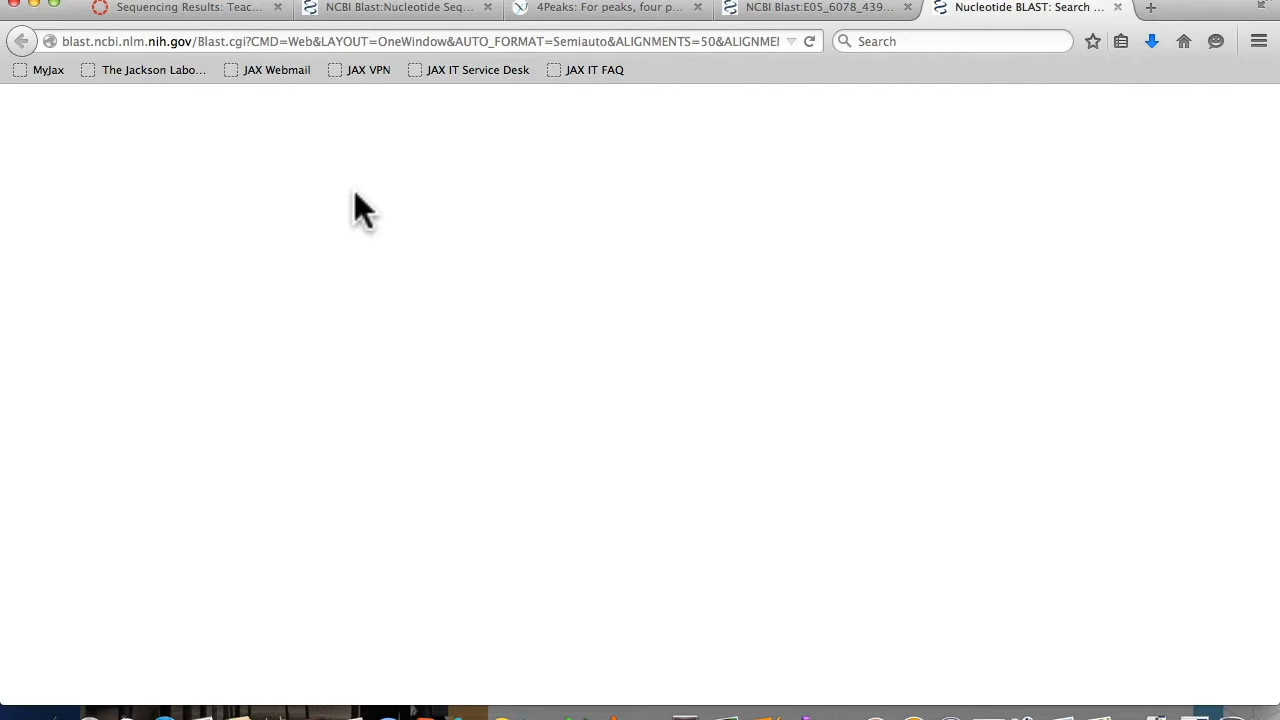 Sequencing Results: Teac...
NCBI Blast:Nucleotide Seq...
4Peaks: For peaks, four p...
NCBI Blast:E05_6078_439...
Nucleotide BLAST: Search ...
blast.ncbi.nlm.nih.gov/Blast.cgi?CMD=Web&LAYOUT=OneWindow&AUTO_FORMAT=Semiauto&ALIGNMENTS=50&ALIGNMEI
Search
MyJax
The Jackson Labo...
JAX Webmail
JAX VPN
JAX IT Service Desk
JAX IT FAQ